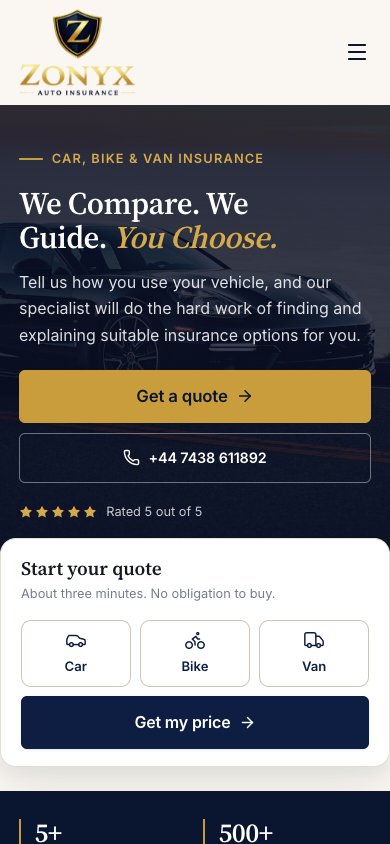 Z
ZONYX
AUTO INSURANCE
CAR, BIKE & VAN INSURANCE
We Compare. We
Guide. You Choose.
Tell us how you use your vehicle, and our
specialist will do the hard work of finding and
explaining suitable insurance options for you.
Get a quote →
+44 7438 611892
Rated 5 out of 5
Start your quote
About three minutes. No obligation to buy.
Car
Bike
Van
Get my price →
5+
500+